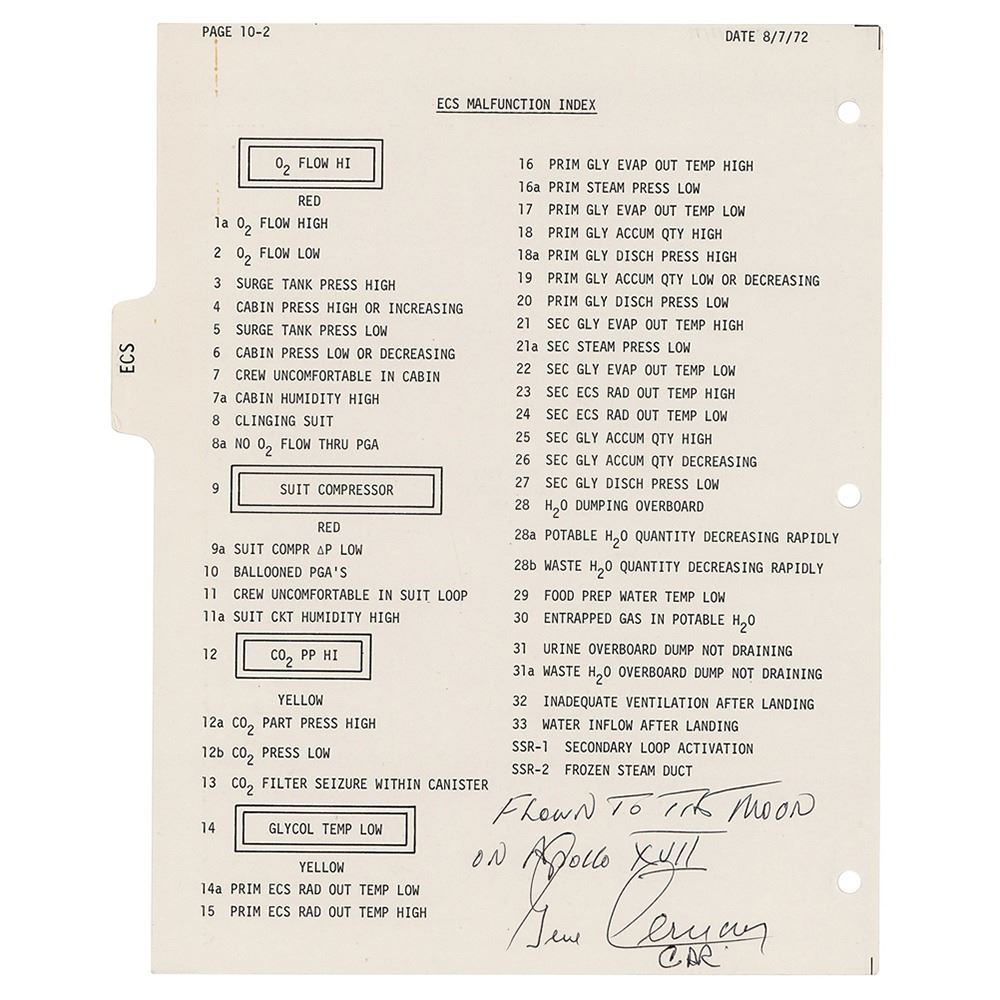 PAGE 10-2
DATE 8/7/72
ECS MALFUNCTION INDEX
ECS
O2 FLOW HI
RED
1a O2 FLOW HIGH
2 O2 FLOW LOW
3 SURGE TANK PRESS HIGH
4 CABIN PRESS HIGH OR INCREASING
5 SURGE TANK PRESS LOW
6 CABIN PRESS LOW OR DECREASING
7 CREW UNCOMFORTABLE IN CABIN
7a CABIN HUMIDITY HIGH
8 CLINGING SUIT
8a NO O2 FLOW THRU PGA
9 SUIT COMPRESSOR
RED
9a SUIT COMPR ΔP LOW
10 BALLOONED PGA'S
11 CREW UNCOMFORTABLE IN SUIT LOOP
11a SUIT CKT HUMIDITY HIGH
12 CO2 PP HI
YELLOW
12a CO2 PART PRESS HIGH
12b CO2 PRESS LOW
13 CO2 FILTER SEIZURE WITHIN CANISTER
14 GLYCOL TEMP LOW
YELLOW
14a PRIM ECS RAD OUT TEMP LOW
15 PRIM ECS RAD OUT TEMP HIGH
16 PRIM GLY EVAP OUT TEMP HIGH
16a PRIM STEAM PRESS LOW
17 PRIM GLY EVAP OUT TEMP LOW
18 PRIM GLY ACCUM QTY HIGH
18a PRIM GLY DISCH PRESS HIGH
19 PRIM GLY ACCUM QTY LOW OR DECREASING
20 PRIM GLY DISCH PRESS LOW
21 SEC GLY EVAP OUT TEMP HIGH
21a SEC STEAM PRESS LOW
22 SEC GLY EVAP OUT TEMP LOW
23 SEC ECS RAD OUT TEMP HIGH
24 SEC ECS RAD OUT TEMP LOW
25 SEC GLY ACCUM QTY HIGH
26 SEC GLY ACCUM QTY DECREASING
27 SEC GLY DISCH PRESS LOW
28 H2O DUMPING OVERBOARD
28a POTABLE H2O QUANTITY DECREASING RAPIDLY
28b WASTE H2O QUANTITY DECREASING RAPIDLY
29 FOOD PREP WATER TEMP LOW
30 ENTRAPPED GAS IN POTABLE H2O
31 URINE OVERBOARD DUMP NOT DRAINING
31a WASTE H2O OVERBOARD DUMP NOT DRAINING
32 INADEQUATE VENTILATION AFTER LANDING
33 WATER INFLOW AFTER LANDING
SSR-1 SECONDARY LOOP ACTIVATION
SSR-2 FROZEN STEAM DUCT
FLOWN TO THE MOON
ON APOLLO XVII
Gene Cernan
CDR